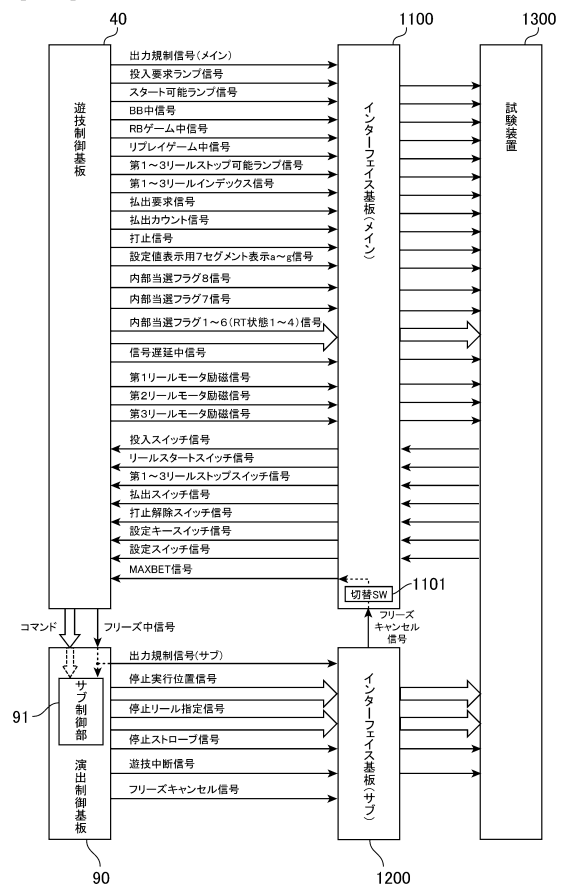 40
1100
1300
遊技制御基板
インターフェイス基板(メイン)
試験装置
出力規制信号(メイン)
投入要求ランプ信号
スタート可能ランプ信号
BB中信号
RBゲーム中信号
リプレイゲーム中信号
第1〜3リールストップ可能ランプ信号
第1〜3リールインデックス信号
払出要求信号
払出カウント信号
打止信号
設定値表示用7セグメント表示a〜g信号
内部当選フラグ8信号
内部当選フラグ7信号
内部当選フラグ1〜6(RT状態1〜4)信号
信号遅延中信号
第1リールモータ励磁信号
第2リールモータ励磁信号
第3リールモータ励磁信号
投入スイッチ信号
リールスタートスイッチ信号
第1〜3リールストップスイッチ信号
払出スイッチ信号
打止解除スイッチ信号
設定キースイッチ信号
設定スイッチ信号
MAXBET信号
切替SW
1101
コマンド
フリーズ中信号
フリーズ
キャンセル
信号
出力規制信号(サブ)
停止実行位置信号
停止リール指定信号
停止ストローブ信号
遊技中断信号
フリーズキャンセル信号
91
サブ制御部
演出制御基板
インターフェイス基板(サブ)
90
1200